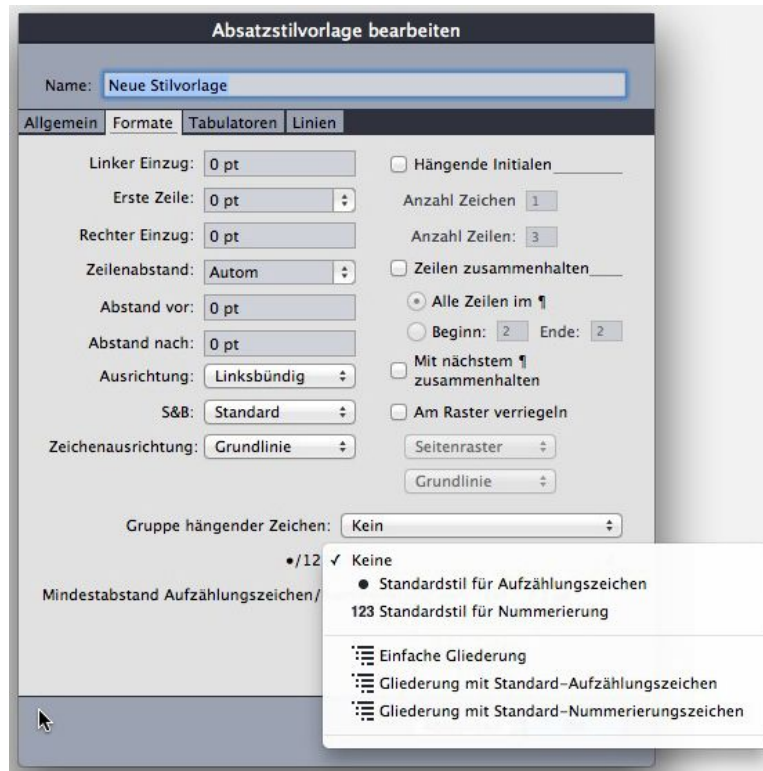 Absatzstilvorlage bearbeiten
Name: Neue Stilvorlage
Allgemein Formate Tabulatoren Linien
Linker Einzug: 0 pt
Erste Zeile: 0 pt
Rechter Einzug: 0 pt
Zeilenabstand: Autom
Abstand vor: 0 pt
Abstand nach: 0 pt
Ausrichtung: Linksbündig
S&B: Standard
Zeichenausrichtung: Grundlinie
Hängende Initialen
Anzahl Zeichen 1
Anzahl Zeilen: 3
Zeilen zusammenhalten
Alle Zeilen im ¶
Beginn: 2 Ende: 2
Mit nächstem ¶
zusammenhalten
Am Raster verriegeln
Seitenraster
Grundlinie
Gruppe hängender Zeichen: Kein
•/12
Mindestabstand Aufzählungszeichen/
✓ Keine
● Standardstil für Aufzählungszeichen
123 Standardstil für Nummerierung
Einfache Gliederung
Gliederung mit Standard-Aufzählungszeichen
Gliederung mit Standard-Nummerierungszeichen